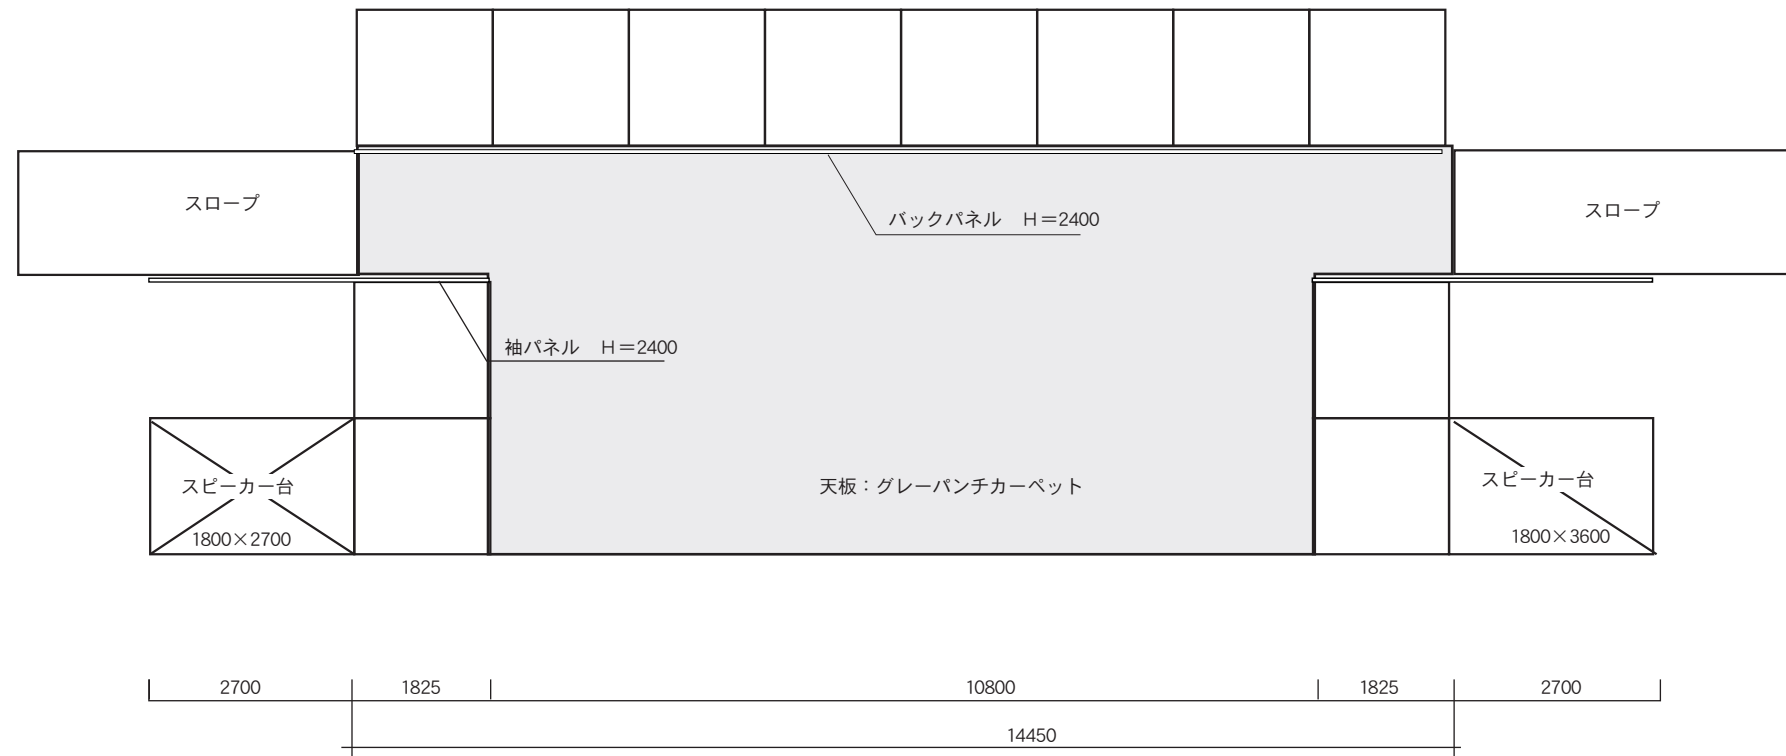 スロープ
スロープ
バックパネル　H＝2400
袖パネル　H＝2400
スピーカー台
天板：グレーパンチカーペット
スピーカー台
1800×2700
1800×3600
2700
1825
10800
1825
2700
14450